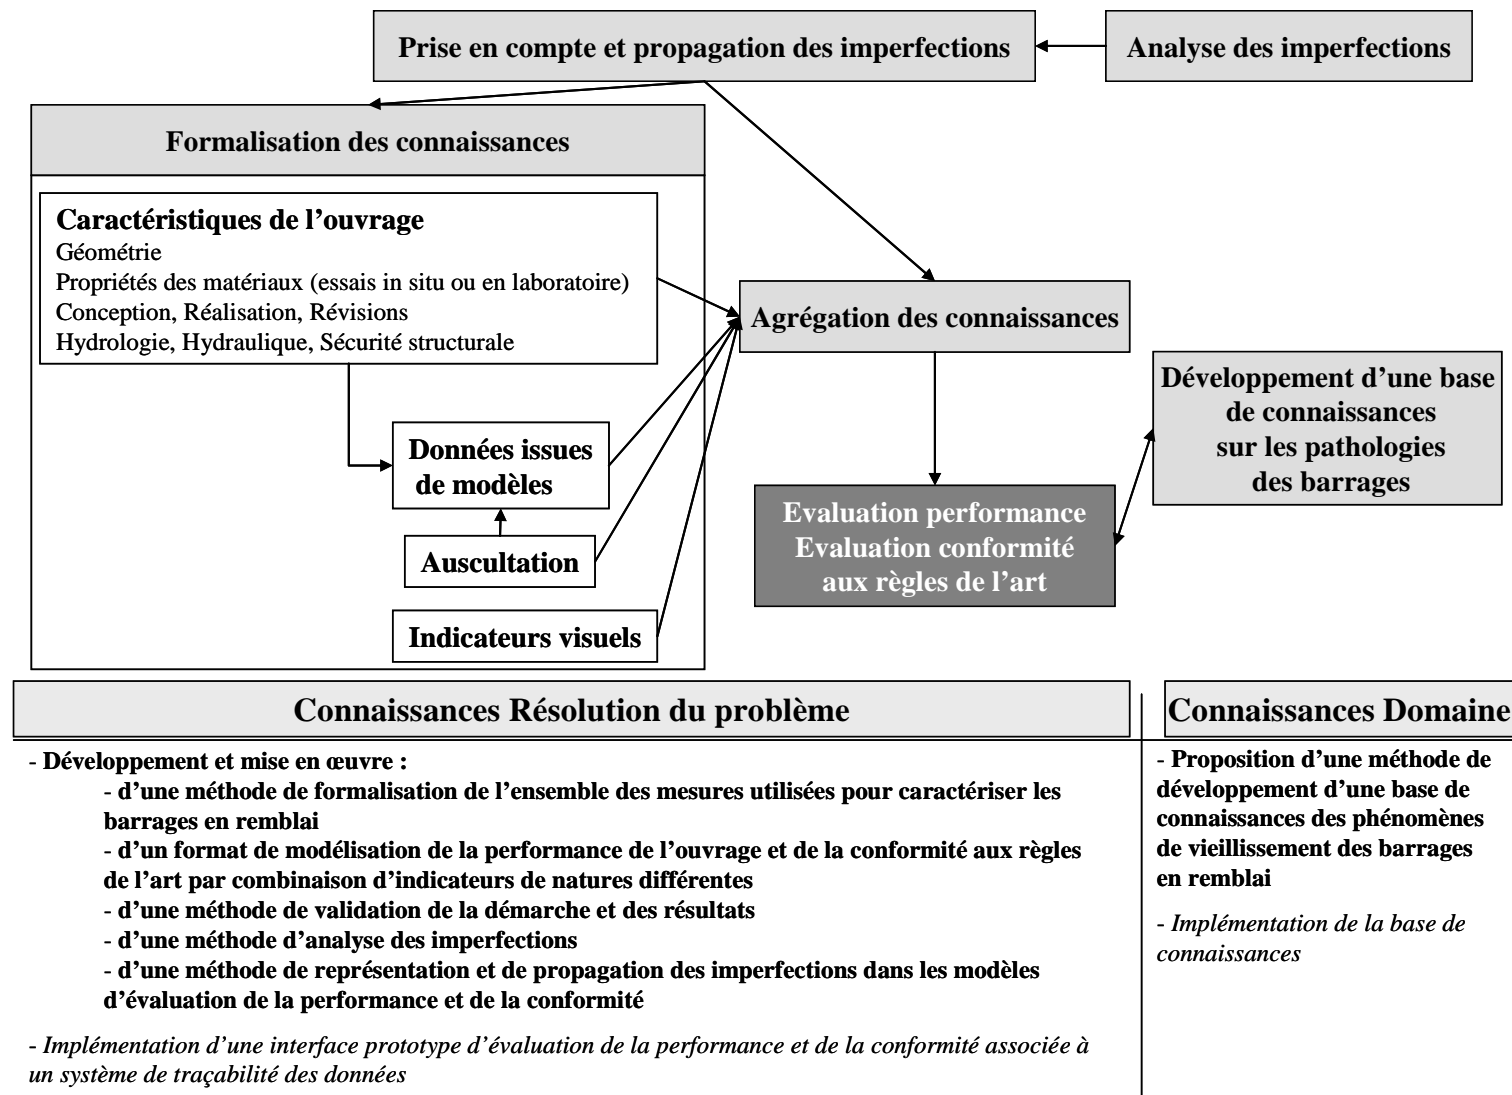 Prise en compte et propagation des imperfections
Analyse des imperfections
Formalisation des connaissances
Caractéristiques de l’ouvrage
Géométrie
Propriétés des matériaux (essais in situ ou en laboratoire)
Conception, Réalisation, Révisions
Hydrologie, Hydraulique, Sécurité structurale
Agrégation des connaissances
Développement d’une base
de connaissances
sur les pathologies
des barrages
Données issues
de modèles
Evaluation performance
Evaluation conformité
aux règles de l’art
Auscultation
Indicateurs visuels
Connaissances Résolution du problème
- Développement et mise en œuvre :
- d’une méthode de formalisation de l’ensemble des mesures utilisées pour caractériser les
barrages en remblai
- d’un format de modélisation de la performance de l’ouvrage et de la conformité aux règles
de l’art par combinaison d’indicateurs de natures différentes
- d’une méthode de validation de la démarche et des résultats
- d’une méthode d’analyse des imperfections
- d’une méthode de représentation et de propagation des imperfections dans les modèles
d’évaluation de la performance et de la conformité
- Implémentation d’une interface prototype d’évaluation de la performance et de la conformité associée à
un système de traçabilité des données
Connaissances Domaine
- Proposition d’une méthode de
développement d’une base de
connaissances des phénomènes
de vieillissement des barrages
en remblai
- Implémentation de la base de
connaissances